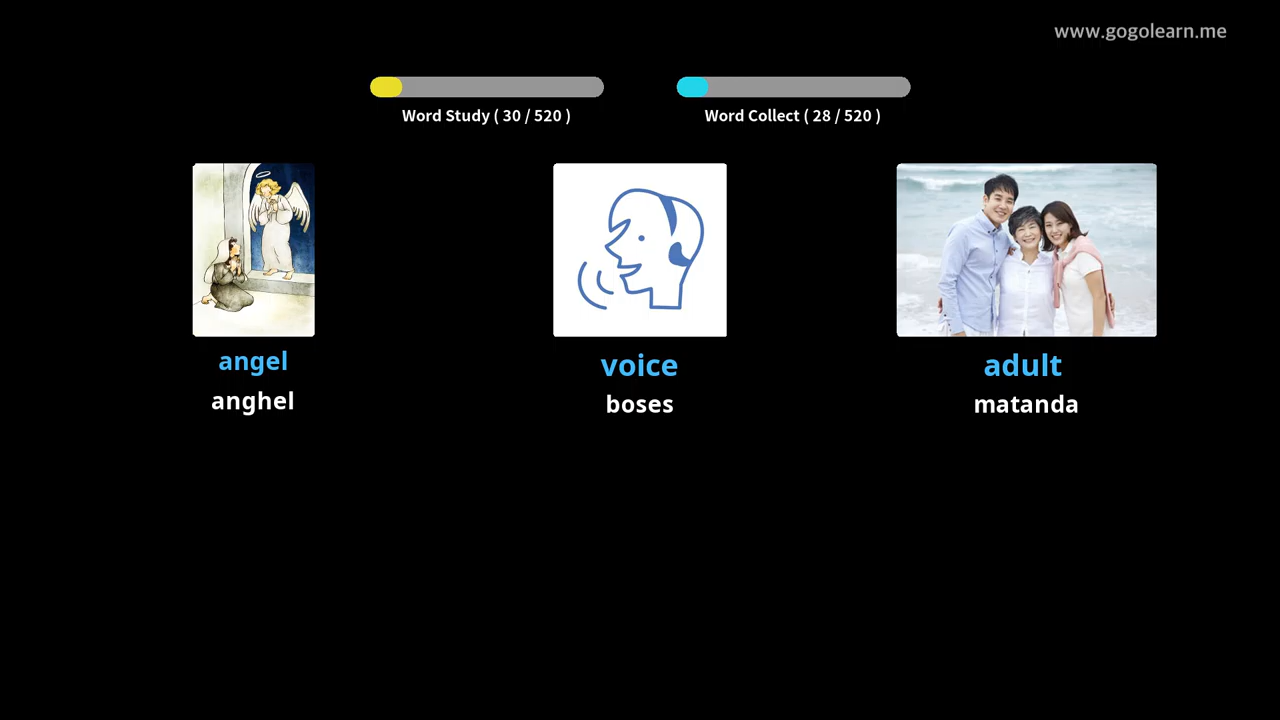 www.gogolearn.me
Word Study ( 30 / 520 )
Word Collect ( 28 / 520 )
angel
anghel
voice
boses
adult
matanda